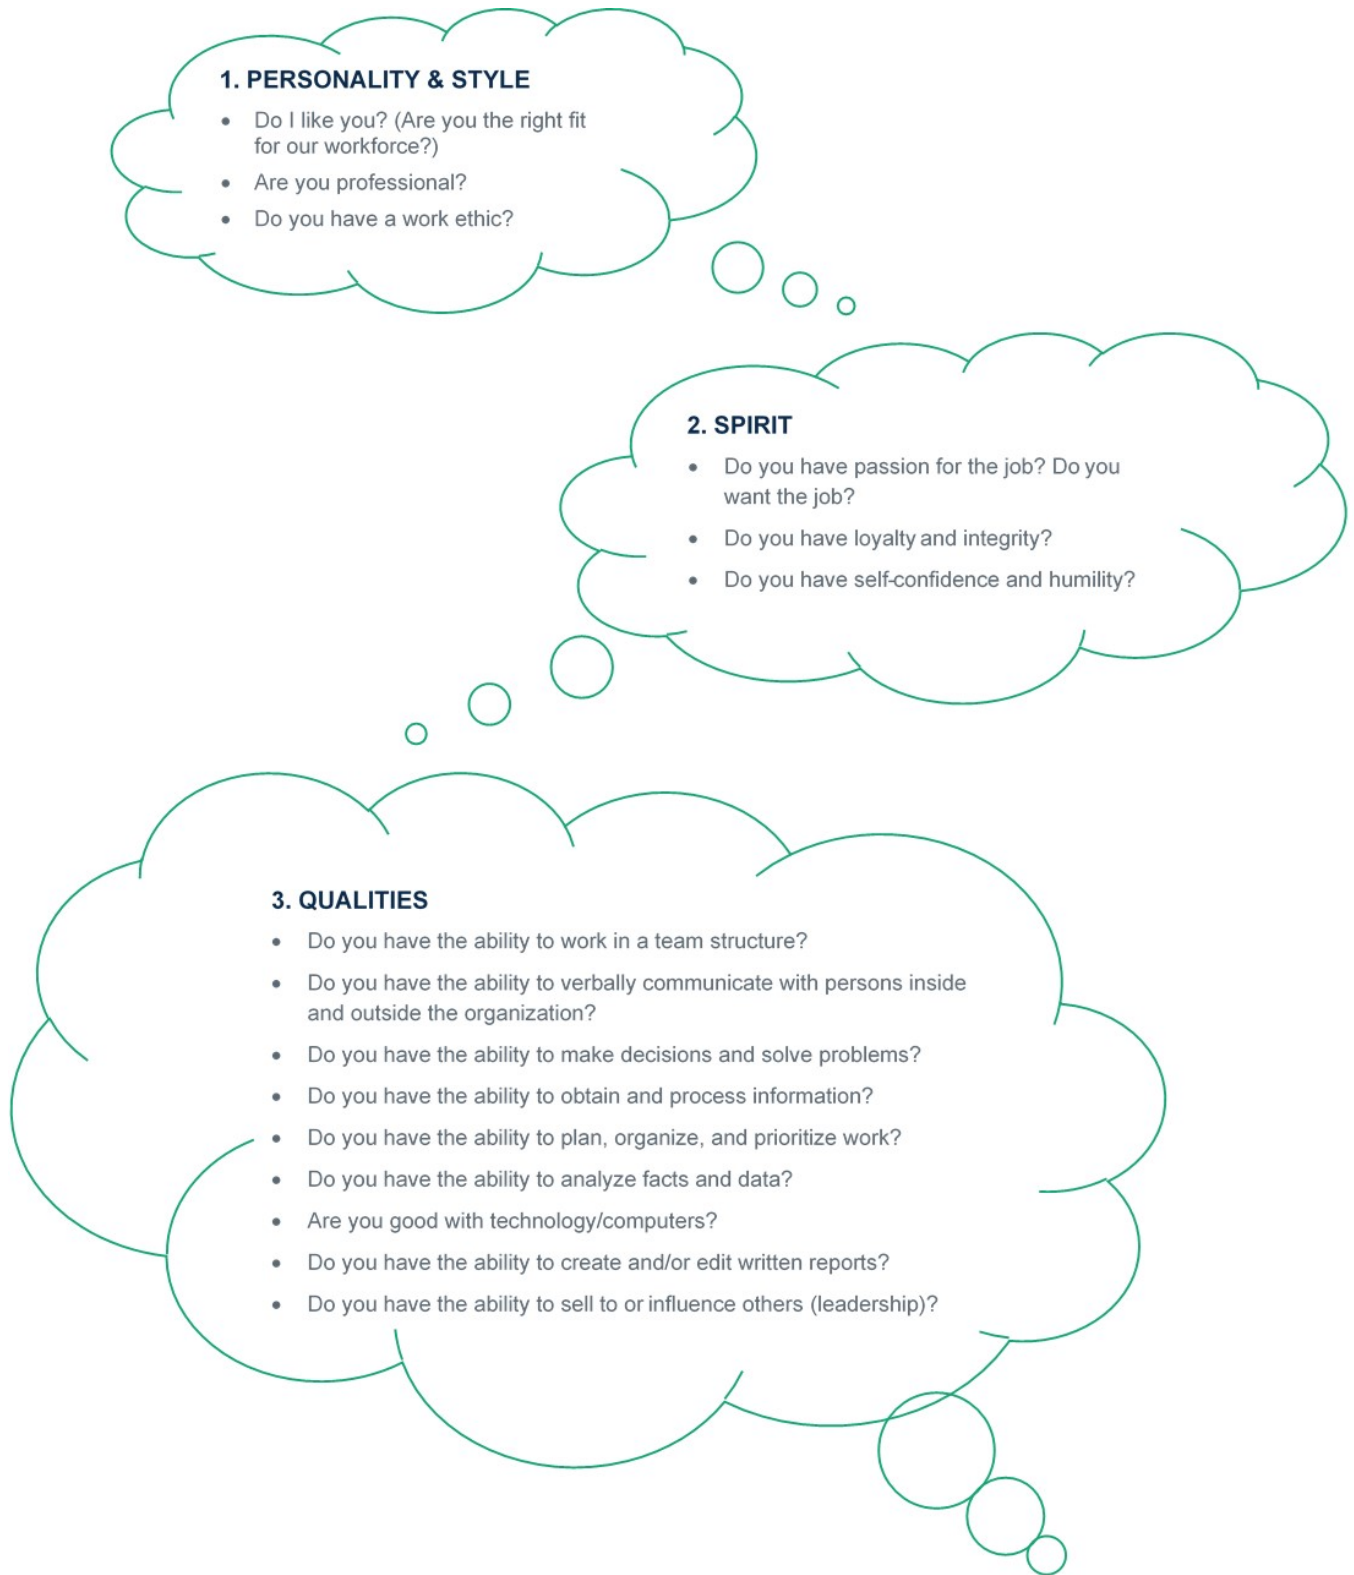 1. PERSONALITY & STYLE
• Do I like you? (Are you the right fit
for our workforce?)
• Are you professional?
• Do you have a work ethic?
2. SPIRIT
• Do you have passion for the job? Do you
want the job?
• Do you have loyalty and integrity?
• Do you have self-confidence and humility?
3. QUALITIES
• Do you have the ability to work in a team structure?
• Do you have the ability to verbally communicate with persons inside
and outside the organization?
• Do you have the ability to make decisions and solve problems?
• Do you have the ability to obtain and process information?
• Do you have the ability to plan, organize, and prioritize work?
• Do you have the ability to analyze facts and data?
• Are you good with technology/computers?
• Do you have the ability to create and/or edit written reports?
• Do you have the ability to sell to or influence others (leadership)?